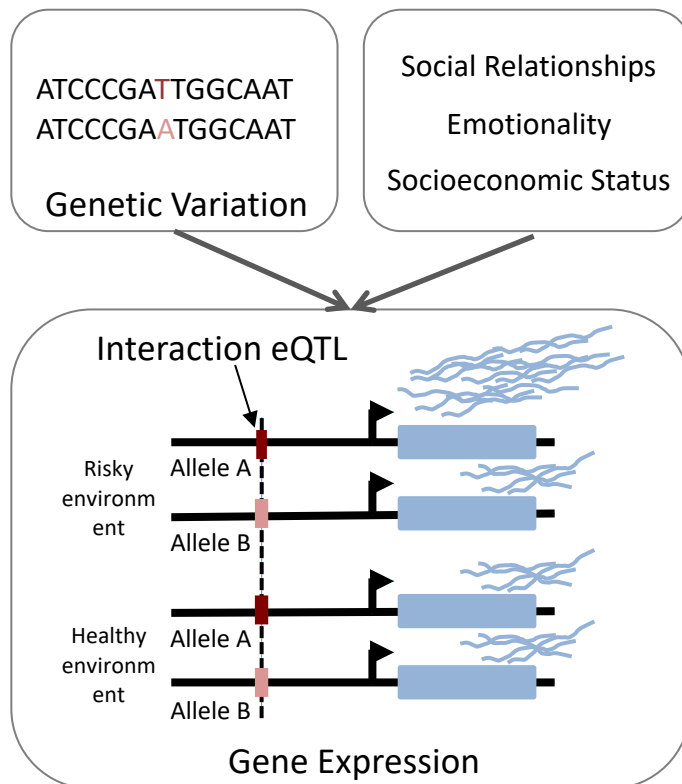 ATCCCGATTGGCAAT
ATCCCGAATGGCAAT
Genetic Variation
Social Relationships
Emotionality
Socioeconomic Status
Interaction eQTL
Risky
environm
ent
Allele A
Allele B
Healthy
environm
ent
Allele A
Allele B
Gene Expression